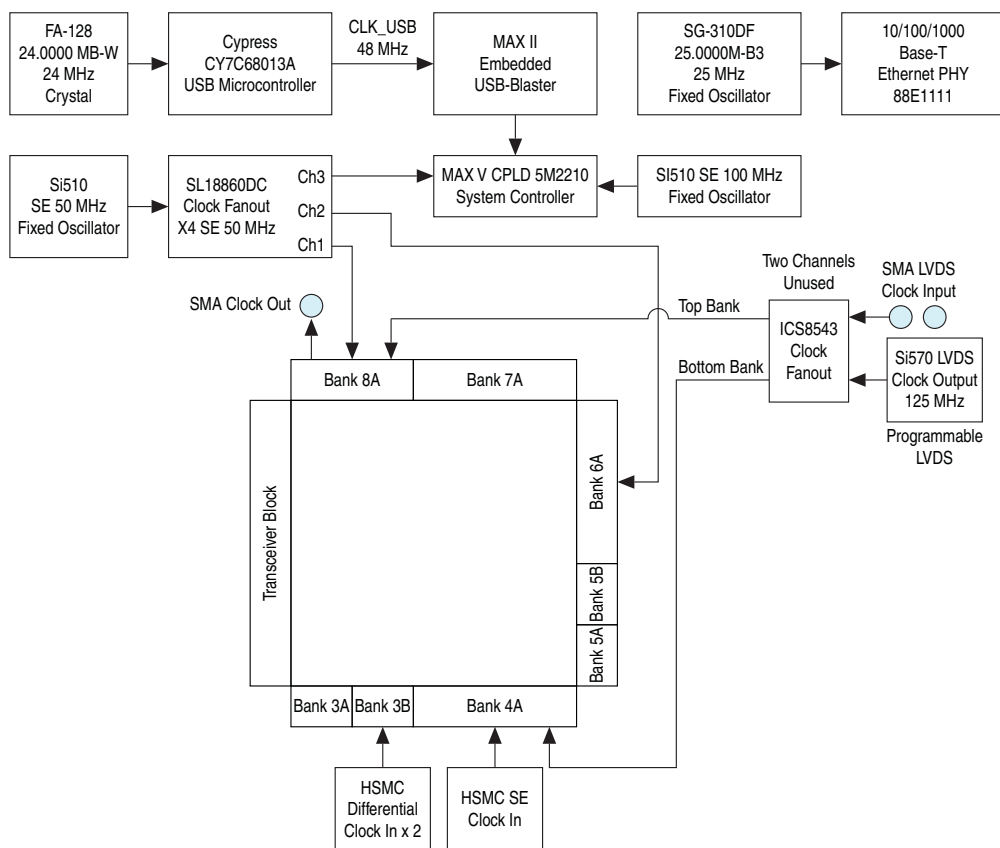 FA-128
24.0000 MB-W
24 MHz
Crystal
Cypress
CY7C68013A
USB Microcontroller
CLK_USB
48 MHz
MAX II
Embedded
USB-Blaster
SG-310DF
25.0000M-B3
25 MHz
Fixed Oscillator
10/100/1000
Base-T
Ethernet PHY
88E1111
Si510
SE 50 MHz
Fixed Oscillator
SL18860DC
Clock Fanout
X4 SE 50 MHz
Ch3
Ch2
Ch1
MAX V CPLD 5M2210
System Controller
SI510 SE 100 MHz
Fixed Oscillator
SMA Clock Out
Top Bank
Bottom Bank
Two Channels
Unused
ICS8543
Clock
Fanout
SMA LVDS
Clock Input
Si570 LVDS
Clock Output
125 MHz
Programmable
LVDS
Bank 8A
Bank 7A
Transceiver Block
Bank 6A
Bank 5B
Bank 5A
Bank 3A
Bank 3B
Bank 4A
HSMC
Differential
Clock In x 2
HSMC SE
Clock In